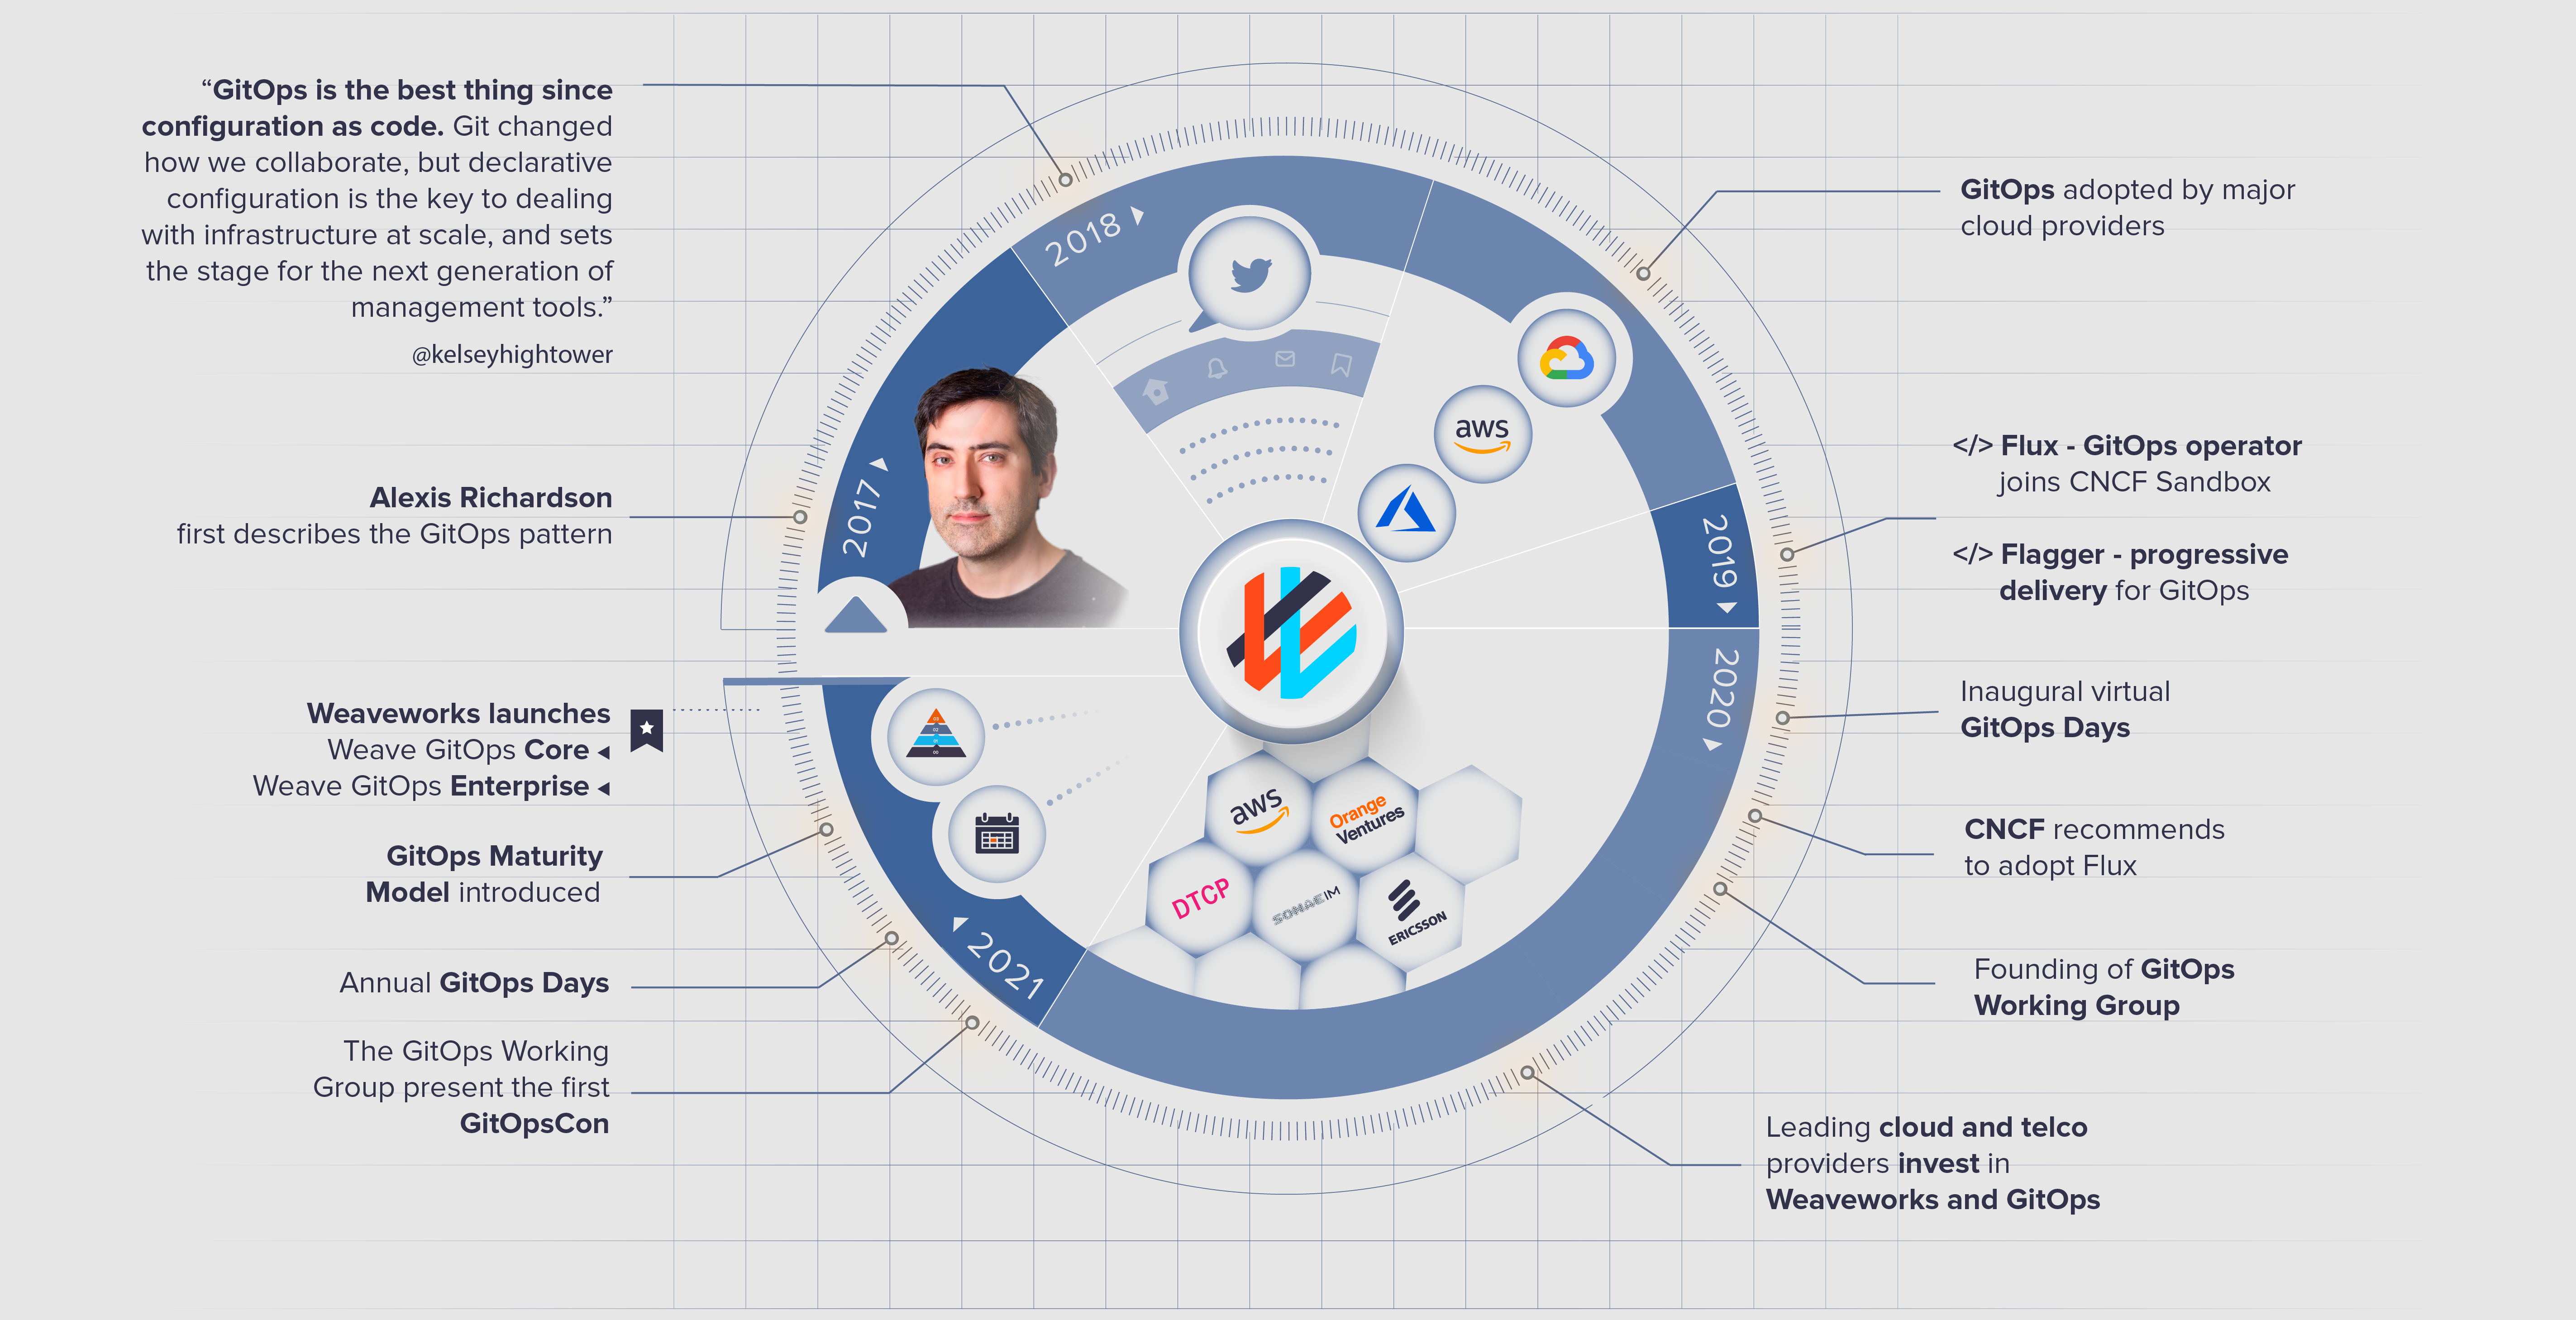 “GitOps is the best thing since
configuration as code. Git changed
how we collaborate, but declarative
configuration is the key to dealing
with infrastructure at scale, and sets
the stage for the next generation of
management tools.”
@kelseyhightower
Alexis Richardson
first describes the GitOps pattern
Weaveworks launches
Weave GitOps Core
Weave GitOps Enterprise
GitOps Maturity
Model introduced
Annual GitOps Days
The GitOps Working
Group present the first
GitOpsCon
2017
2018
2019
2020
2021
aws
aws
Orange
Ventures
DTCP
SONAE IM
ERICSSON
GitOps adopted by major
cloud providers
</> Flux - GitOps operator
joins CNCF Sandbox
</> Flagger - progressive
delivery for GitOps
Inaugural virtual
GitOps Days
CNCF recommends
to adopt Flux
Founding of GitOps
Working Group
Leading cloud and telco
providers invest in
Weaveworks and GitOps